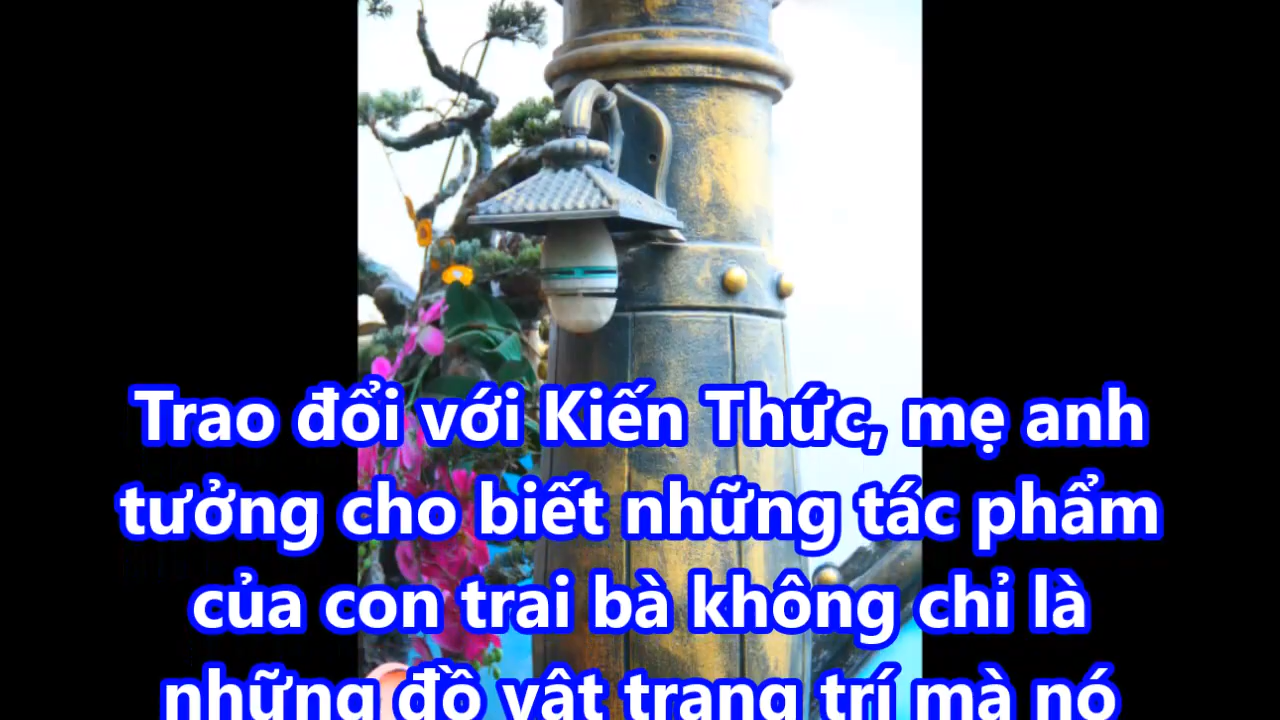 Trao đổi với Kiến Thức, mẹ anh
tưởng cho biết những tác phẩm
của con trai bà không chỉ là
những đồ vật trang trí mà nó